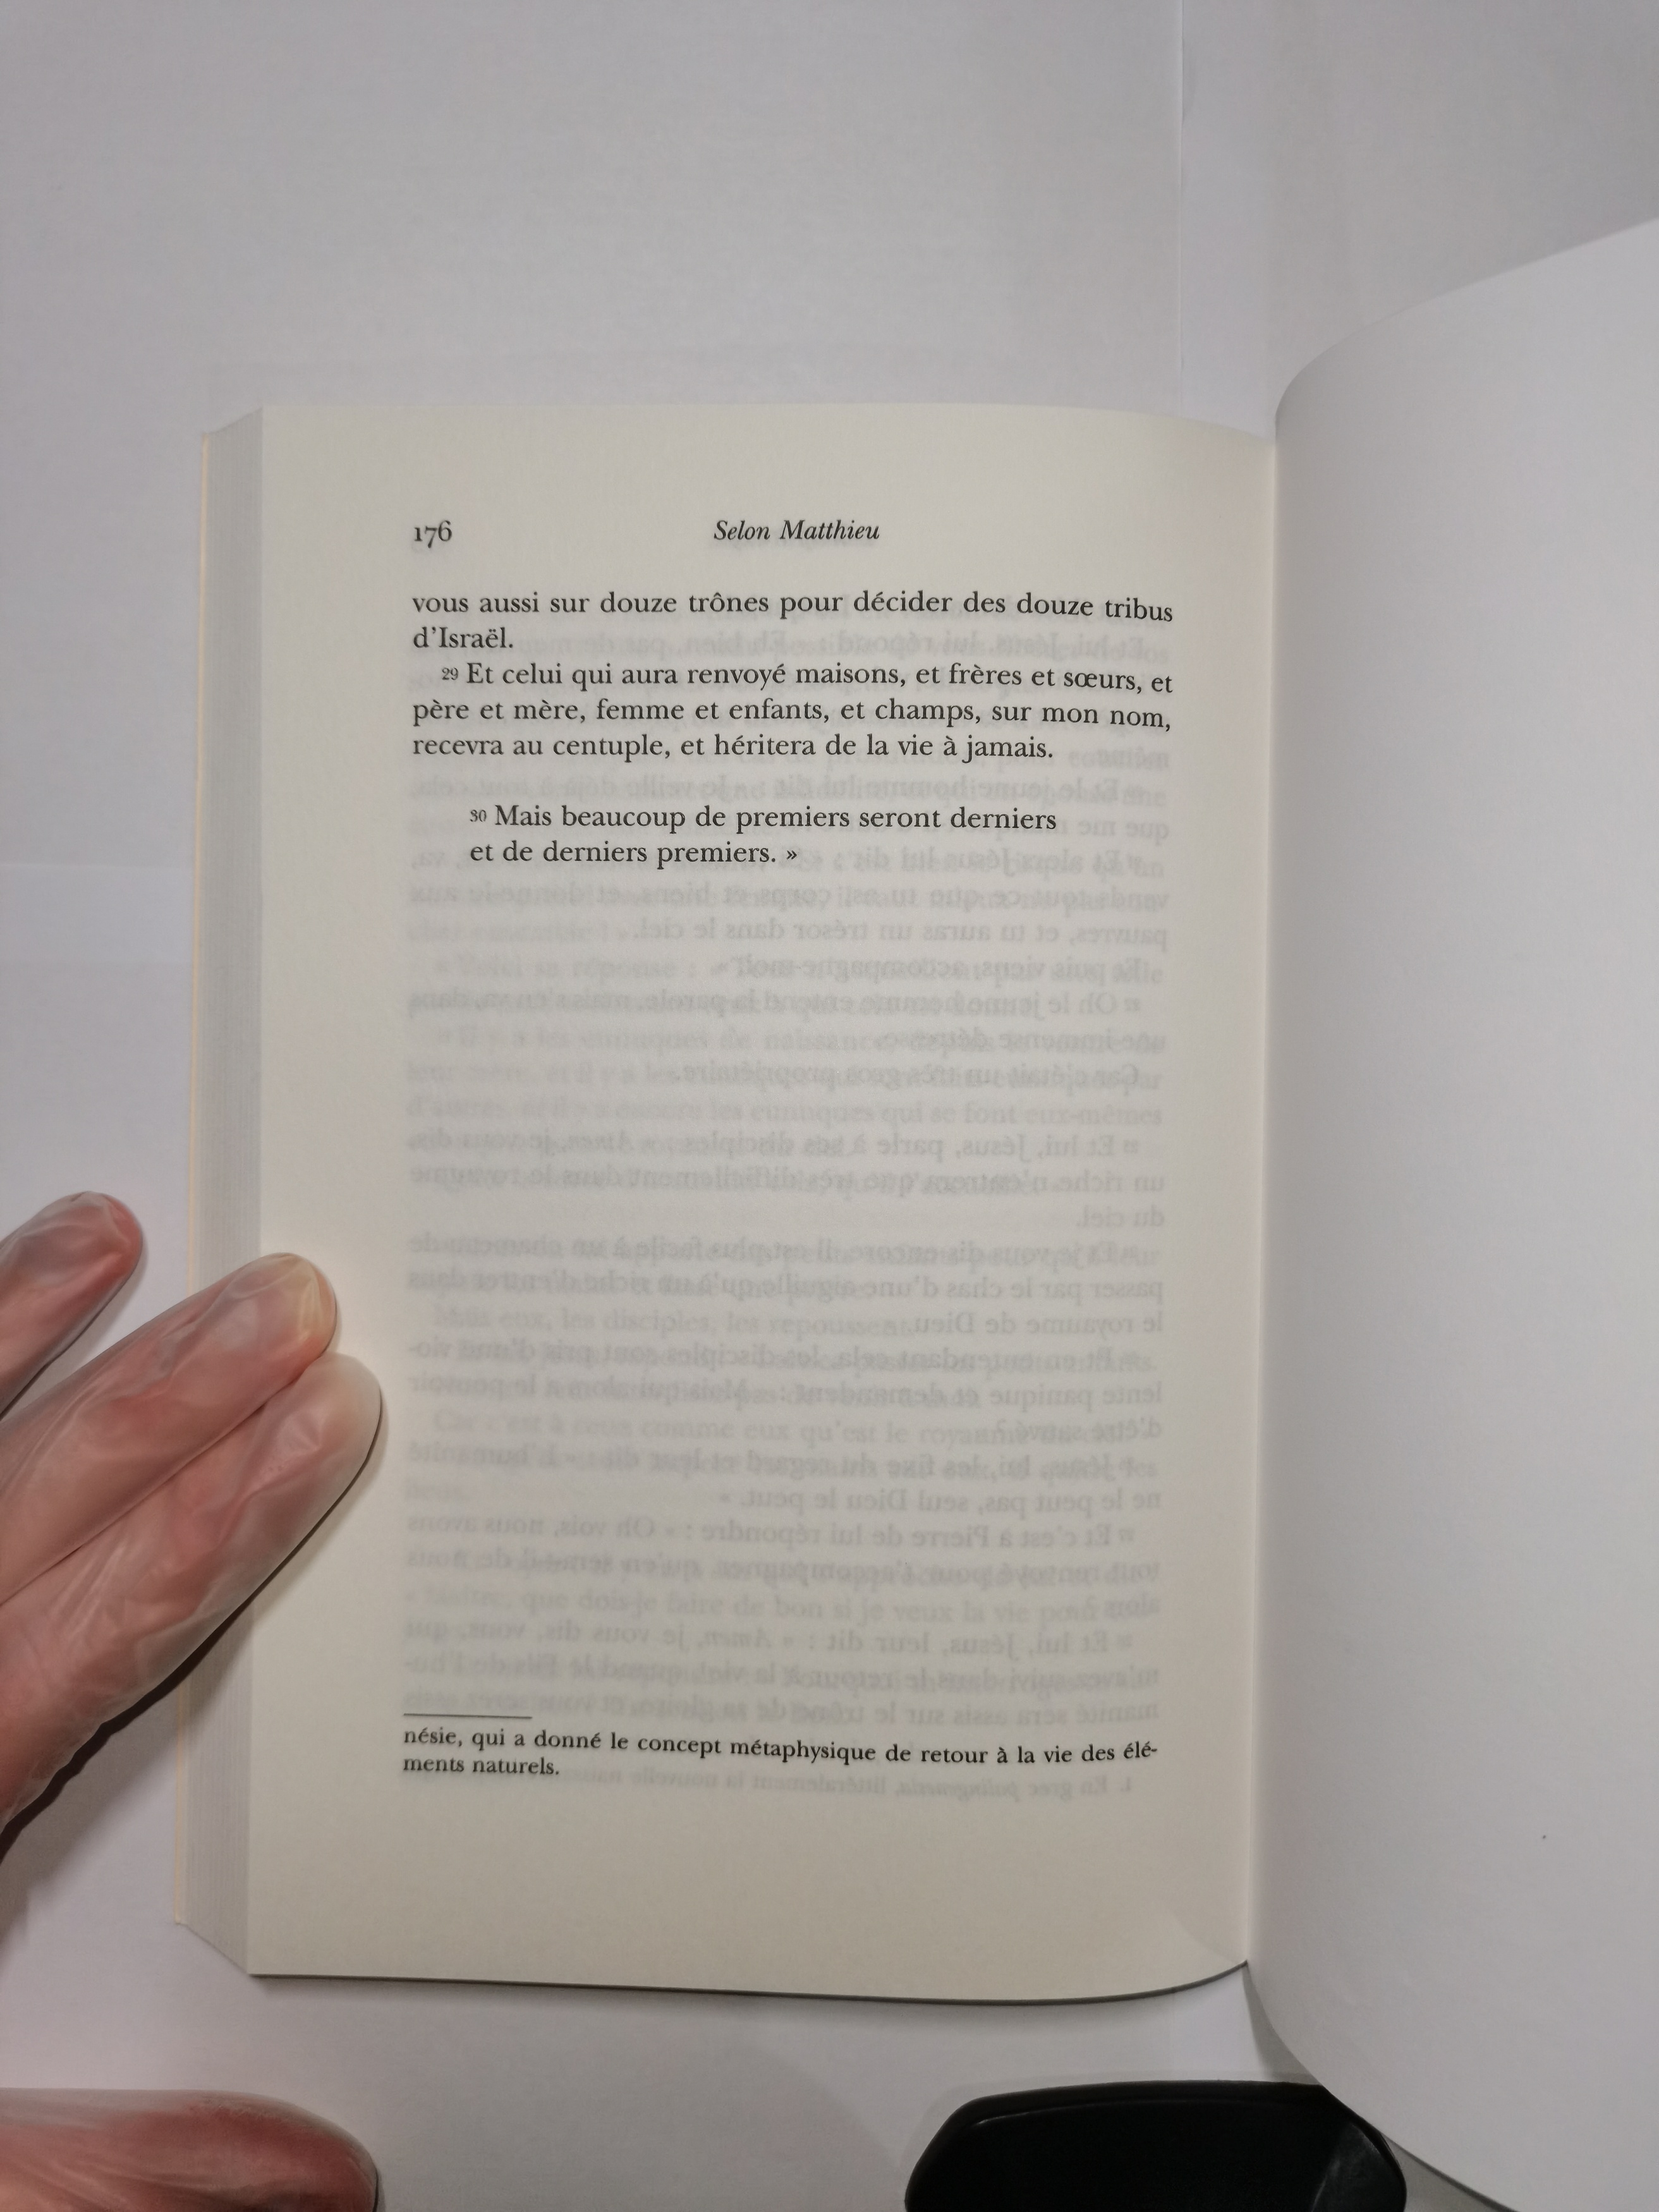 176
Selon Matthieu
vous aussi sur douze trônes pour décider des douze tribus
d'Israël.
29 Et celui qui aura renvoyé maisons, et frères et sœurs, et
père et mère, femme et enfants, et champs, sur mon nom,
recevra au centuple, et héritera de la vie à jamais.
30 Mais beaucoup de premiers seront derniers
et de derniers premiers. »
nésie, qui a donné le concept métaphysique de retour à la vie des élé-
ments naturels.